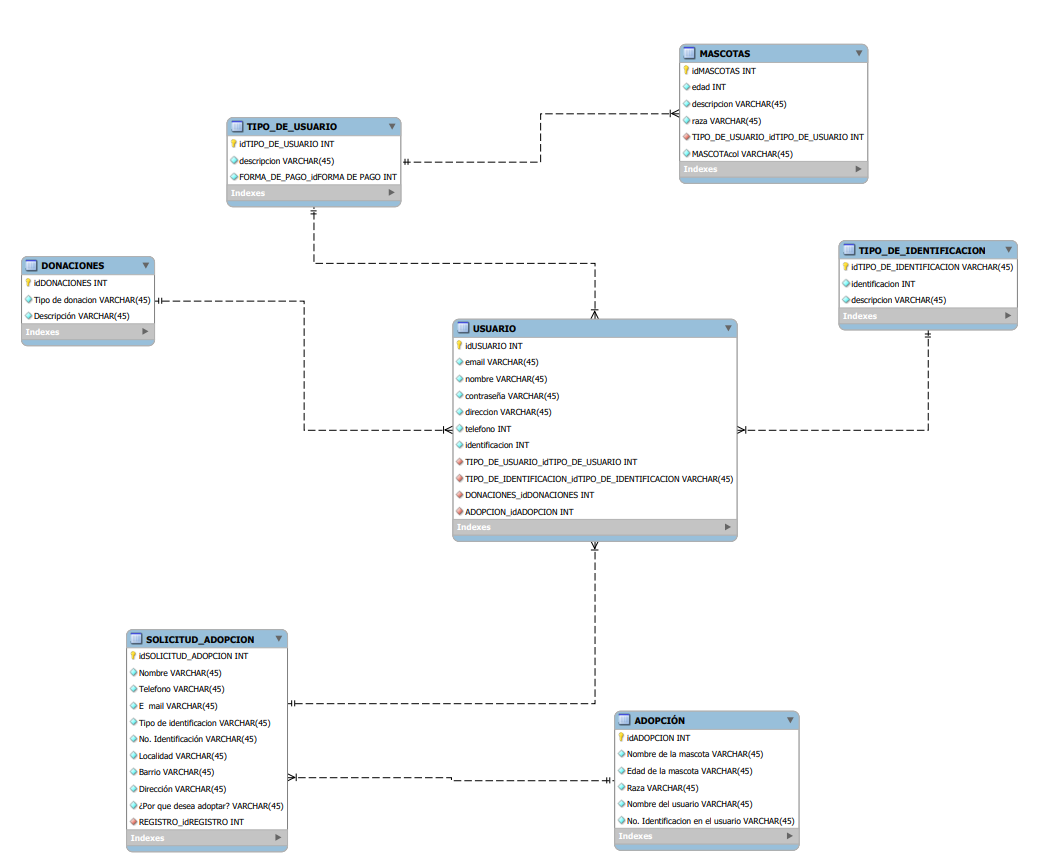 MASCOTAS
idMASCOTAS INT
edad INT
descripcion VARCHAR(45)
raza VARCHAR(45)
TIPO_DE_USUARIO_idTIPO_DE_USUARIO INT
MASCOTAcol VARCHAR(45)
Indexes
TIPO_DE_USUARIO
idTIPO_DE_USUARIO INT
descripcion VARCHAR(45)
FORMA_DE_PAGO_idFORMA DE PAGO INT
Indexes
DONACIONES
idDONACIONES INT
Tipo de donacion VARCHAR(45)
Descripción VARCHAR(45)
Indexes
TIPO_DE_IDENTIFICACION
idTIPO_DE_IDENTIFICACION VARCHAR(45)
identificacion INT
descripcion VARCHAR(45)
Indexes
USUARIO
idUSUARIO INT
email VARCHAR(45)
nombre VARCHAR(45)
contraseña VARCHAR(45)
direccion VARCHAR(45)
telefono INT
identificacion INT
TIPO_DE_USUARIO_idTIPO_DE_USUARIO INT
TIPO_DE_IDENTIFICACION_idTIPO_DE_IDENTIFICACION VARCHAR(45)
DONACIONES_idDONACIONES INT
ADOPCION_idADOPCION INT
Indexes
SOLICITUD_ADOPCION
idSOLICITUD_ADOPCION INT
Nombre VARCHAR(45)
Telefono VARCHAR(45)
E mail VARCHAR(45)
Tipo de identificacion VARCHAR(45)
No. Identificación VARCHAR(45)
Localidad VARCHAR(45)
Barrio VARCHAR(45)
Dirección VARCHAR(45)
¿Por que desea adoptar? VARCHAR(45)
REGISTRO_idREGISTRO INT
Indexes
ADOPCIÓN
idADOPCION INT
Nombre de la mascota VARCHAR(45)
Edad de la mascota VARCHAR(45)
Raza VARCHAR(45)
Nombre del usuario VARCHAR(45)
No. Identificacion en el usuario VARCHAR(45)
Indexes